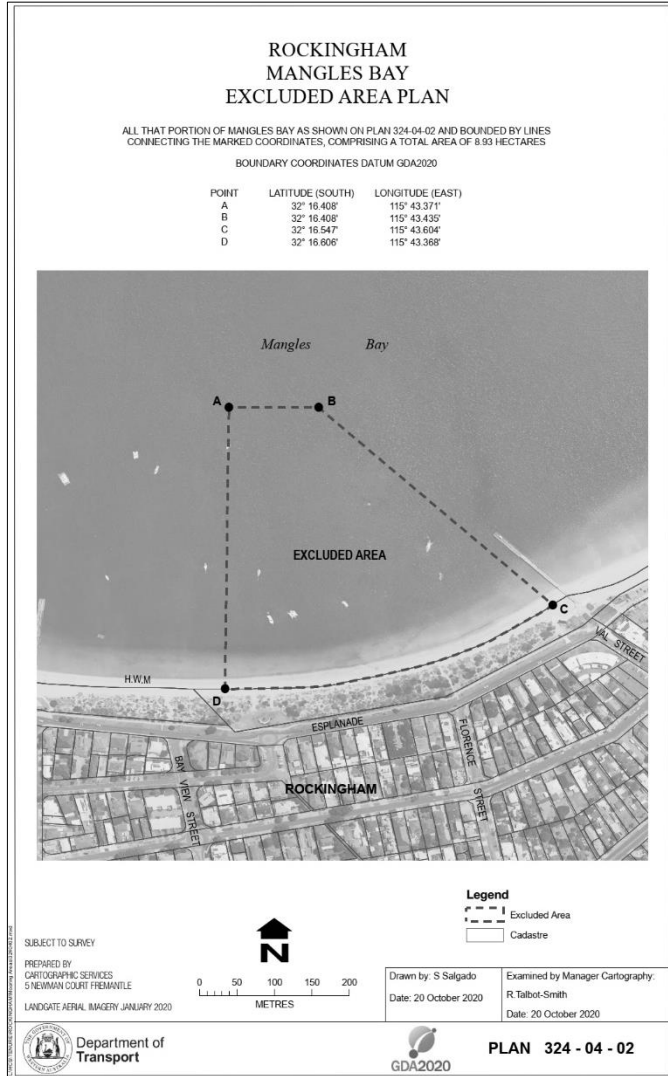 ROCKINGHAM
MANGLES BAY
EXCLUDED AREA PLAN
ALL THAT PORTION OF MANGLES BAY AS SHOWN ON PLAN 324-04-02 AND BOUNDED BY LINES
CONNECTING THE MARKED COORDINATES, COMPRISING A TOTAL AREA OF 8.93 HECTARES
BOUNDARY COORDINATES DATUM GDA2020
POINT LATITUDE (SOUTH) LONGITUDE (EAST)
A 32° 16.408' 115° 43.371'
B 32° 16.408' 115° 43.435'
C 32° 16.547' 115° 43.604'
D 32° 16.606' 115° 43.368'
Mangles Bay
A B
EXCLUDED AREA
C
VAL STREET
H.W.M
D
ESPLANADE
BAY VIEW STREET
FLORENCE STREET
ROCKINGHAM
Legend
Excluded Area
Cadastre
SUBJECT TO SURVEY
PREPARED BY
CARTOGRAPHIC SERVICES
5 NEWMAN COURT FREMANTLE
LANDGATE AERIAL IMAGERY JANUARY 2020
N
0 50 100 150 200
METRES
Drawn by: S Salgado
Date: 20 October 2020
Examined by Manager Cartography:
R.Talbot-Smith
Date: 20 October 2020
Department of
Transport
GDA2020
PLAN 324 - 04 - 02